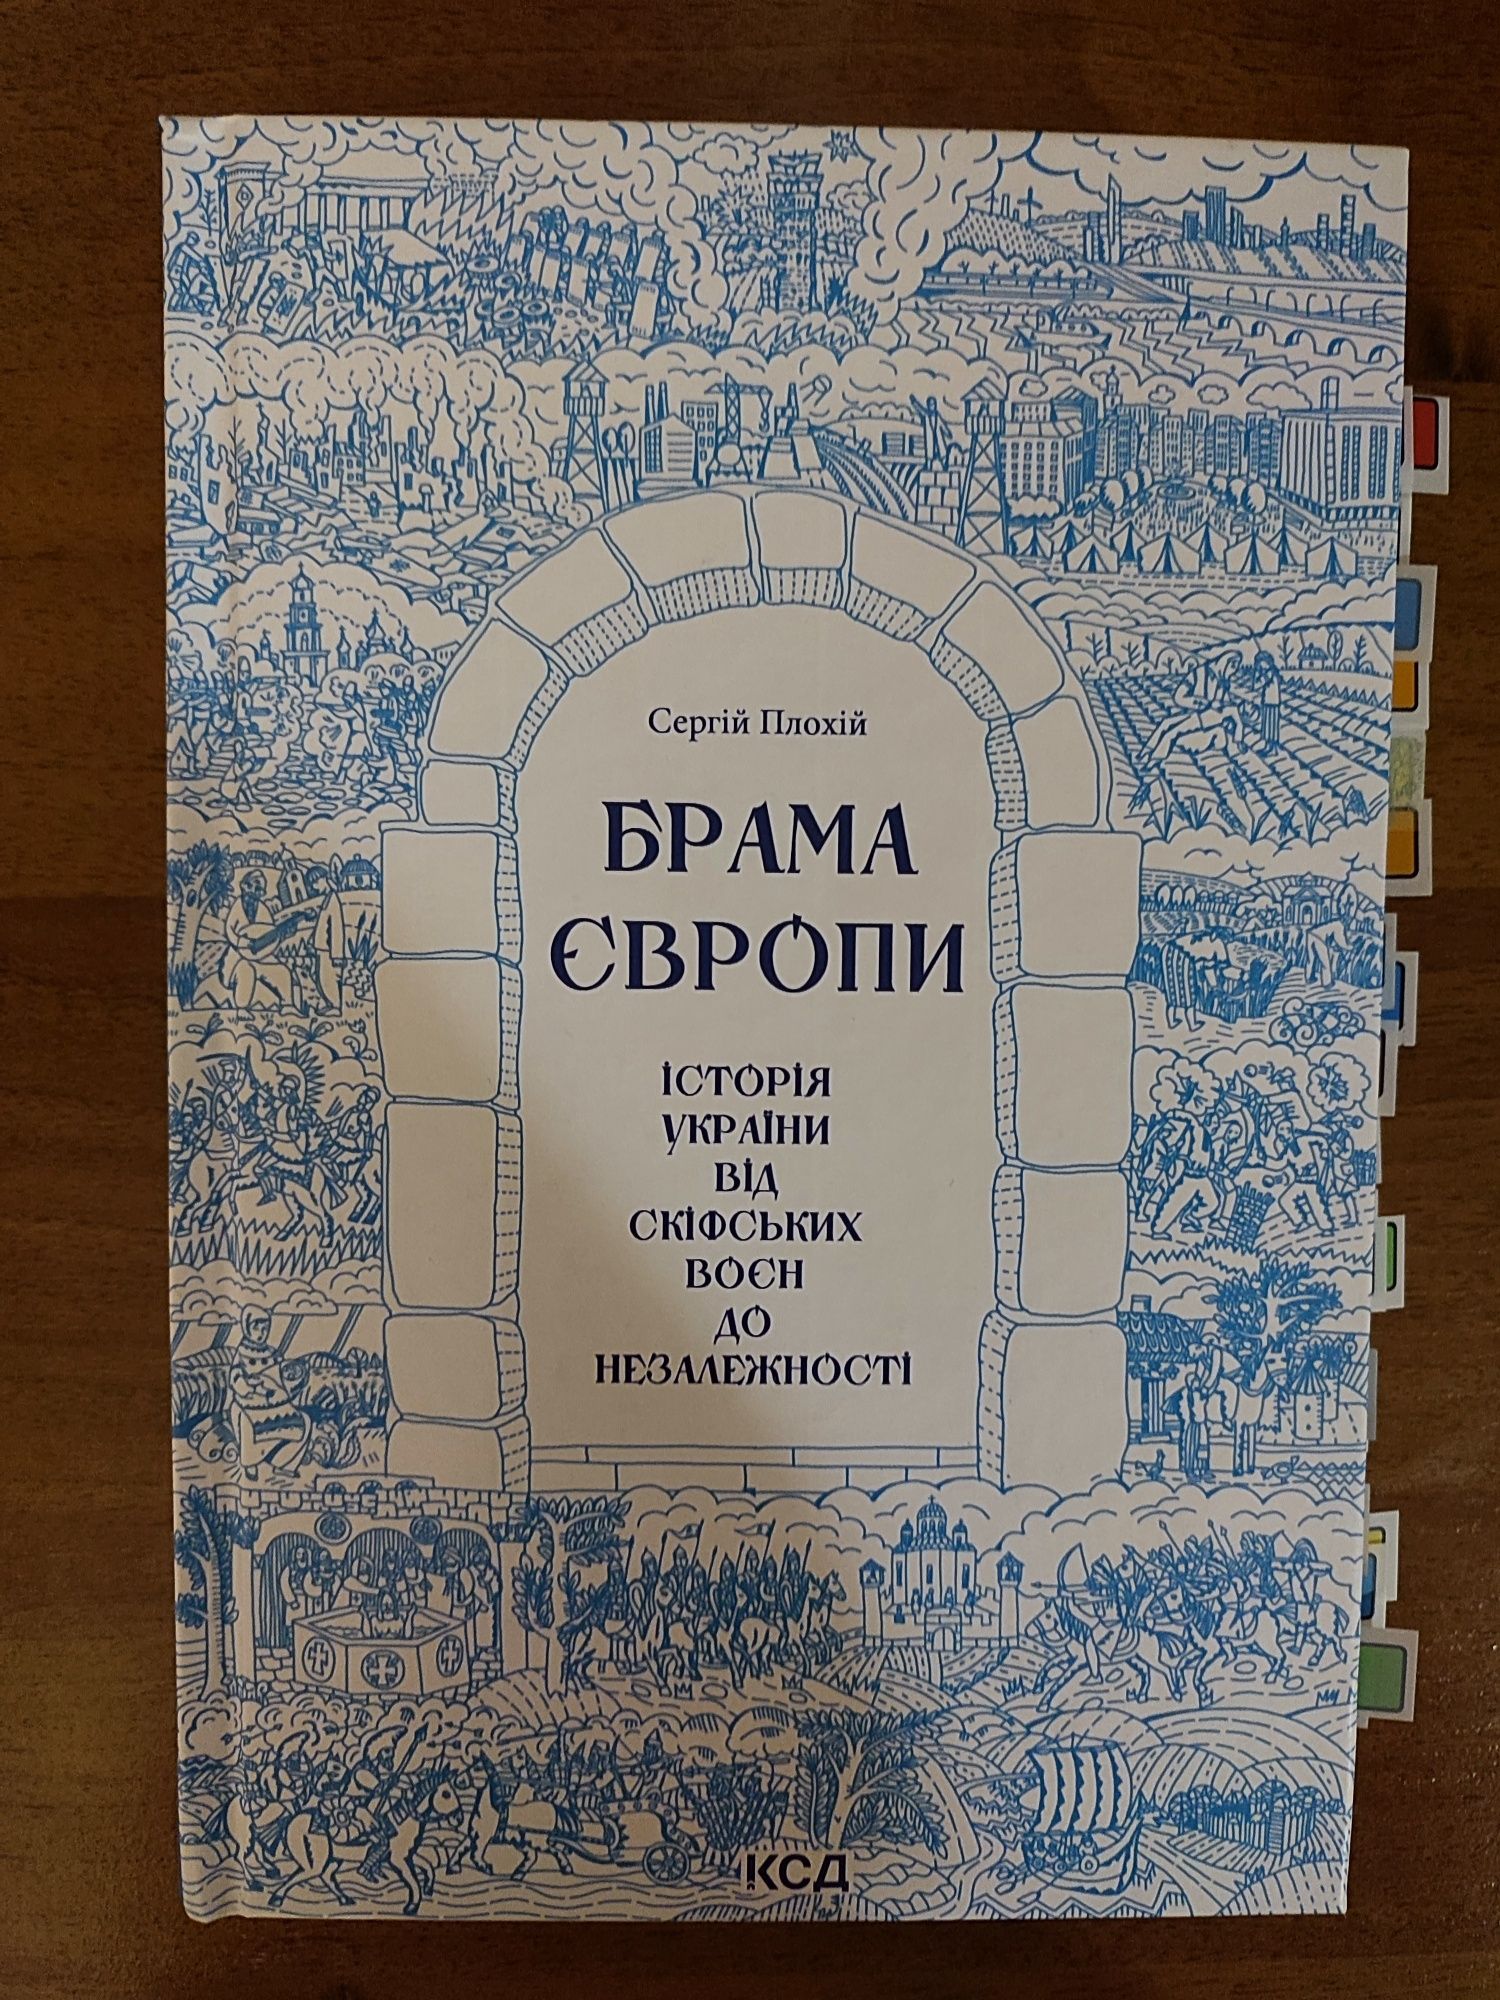 Сергій Плохій
БРАМА
ЄВРОПИ
ІСТОРІЯ
УКРАЇНИ
ВІД
СКІФСЬКИХ
ВОЄН
ДО
НЕЗАЛЕЖНОСТІ
КСД